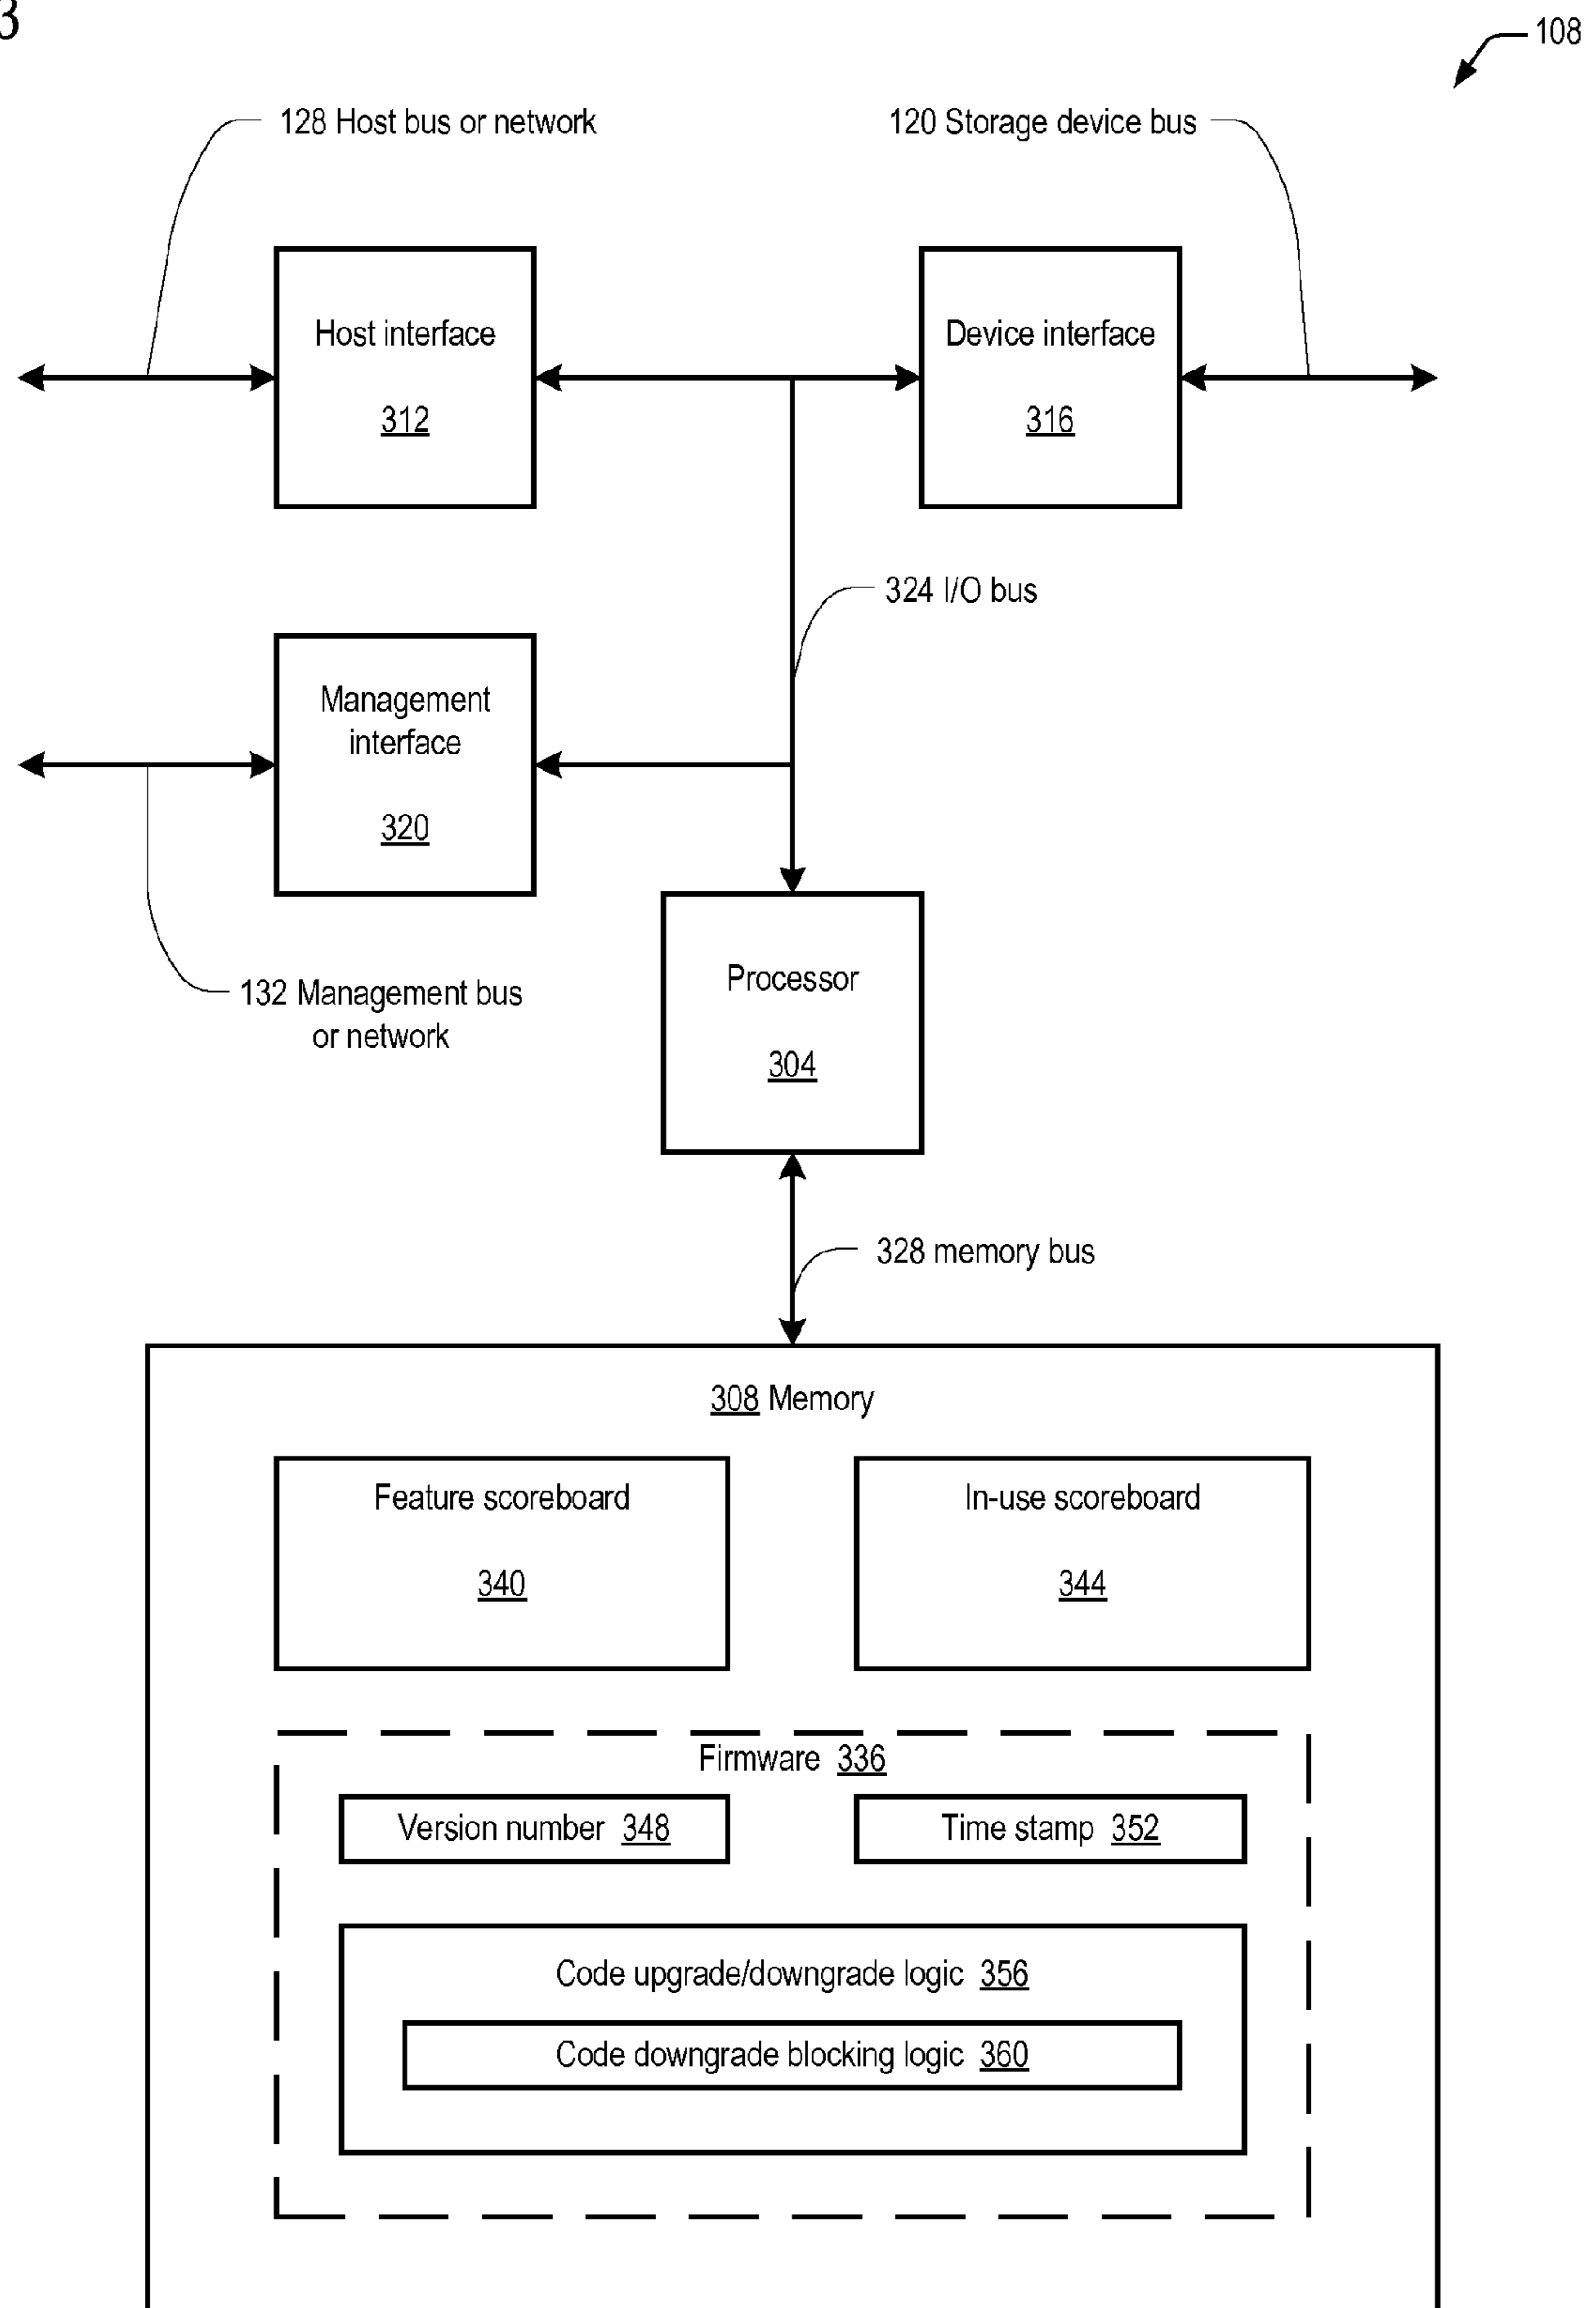 3
108
128 Host bus or network
120 Storage device bus
Host interface
312
Device interface
316
324 I/O bus
Management
interface
320
132 Management bus
or network
Processor
304
328 memory bus
308 Memory
Feature scoreboard
340
In-use scoreboard
344
Firmware 336
Version number 348
Time stamp 352
Code upgrade/downgrade logic 356
Code downgrade blocking logic 360